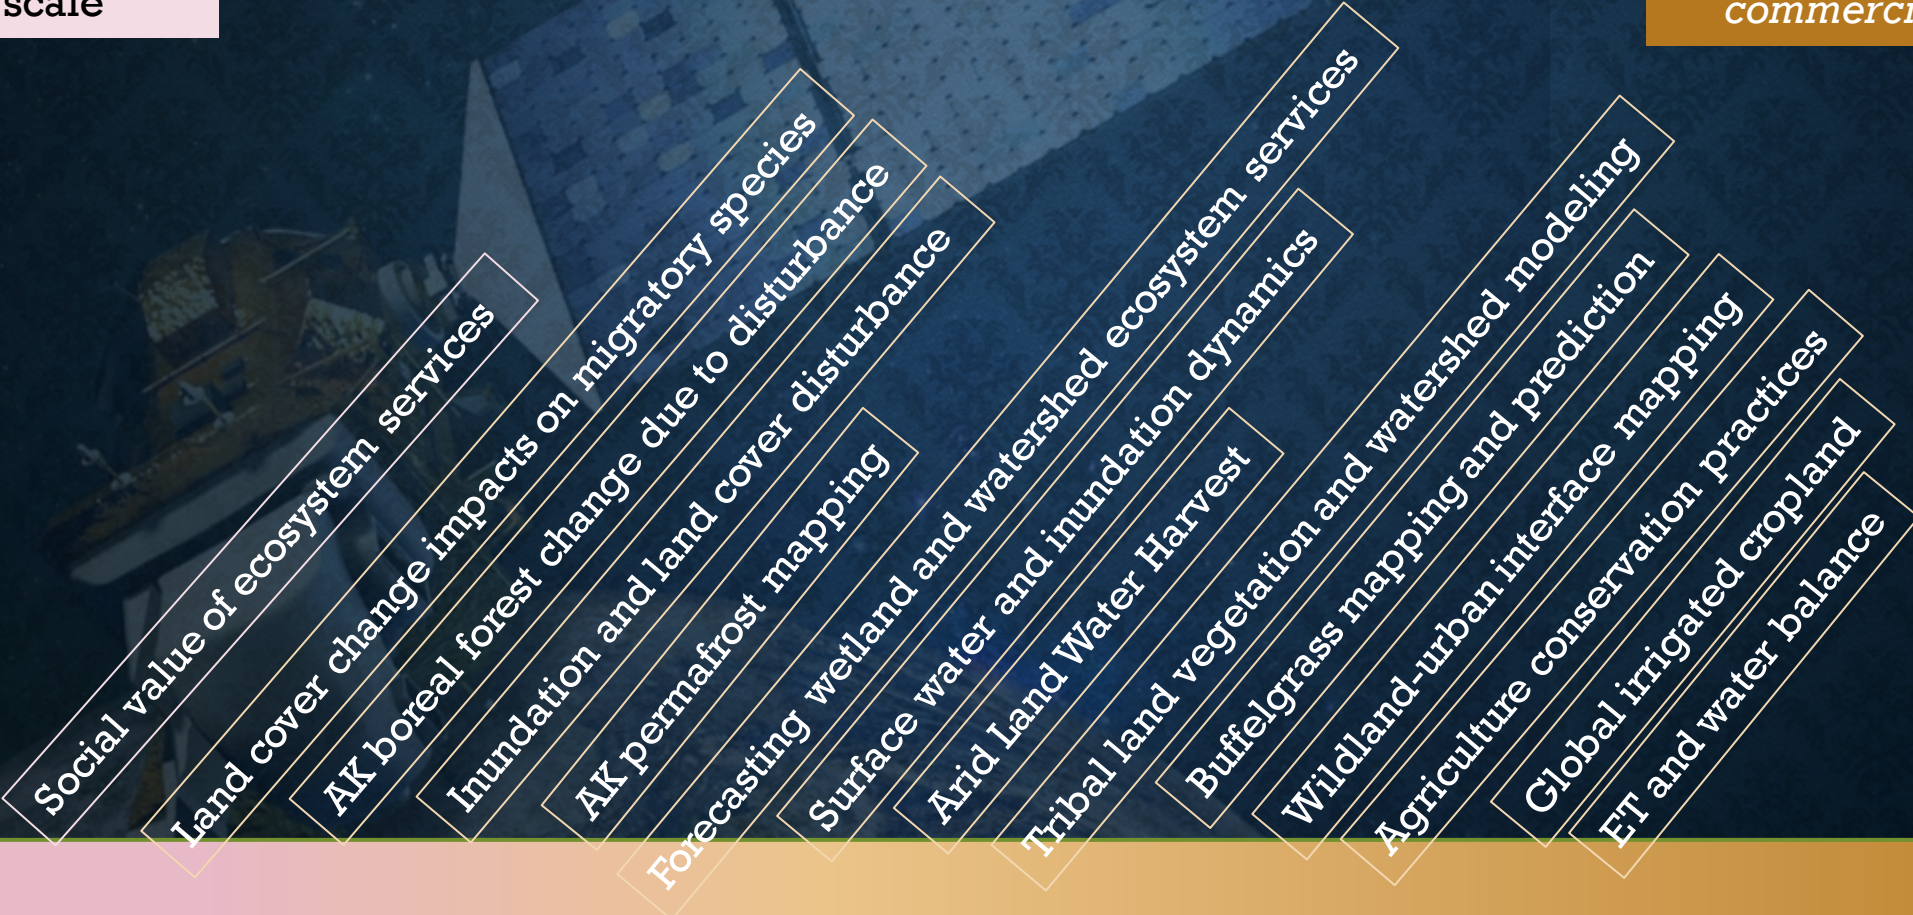 scale
commerci
Social value of ecosystem services
Land cover change impacts on migratory species
AK boreal forest change due to disturbance
Inundation and land cover disturbance
AK permafrost mapping
Forecasting wetland and watershed ecosystem services
Surface water and inundation dynamics
Arid Land Water Harvest
Tribal land vegetation and watershed modeling
Buffelgrass mapping and prediction
Wildland-urban interface mapping
Agriculture conservation practices
Global irrigated cropland
ET and water balance